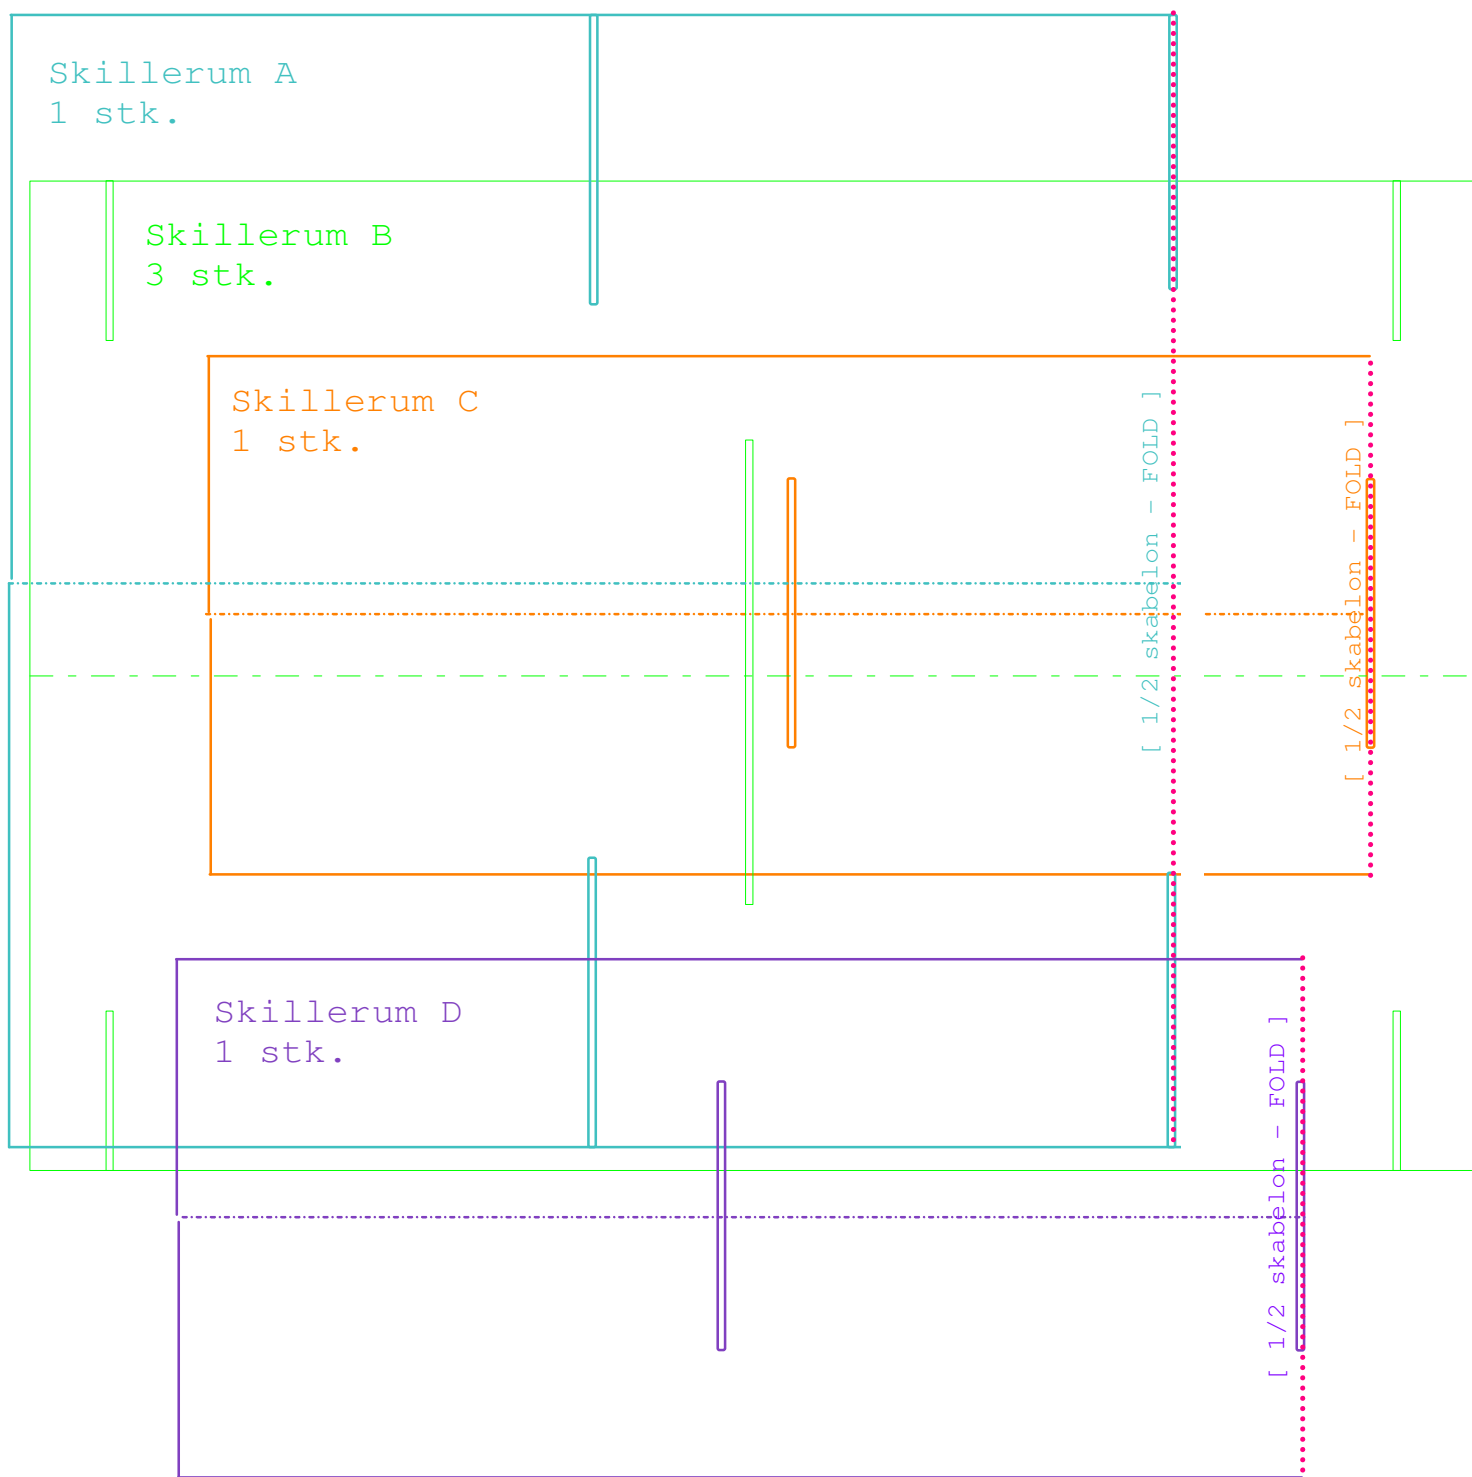 Skillerum A
1 stk.
Skillerum B
3 stk.
Skillerum C
1 stk.
[ 1/2 skabelon - FOLD ]
[ 1/2 skabelon - FOLD ]
Skillerum D
1 stk.
[ 1/2 skabelon - FOLD ]